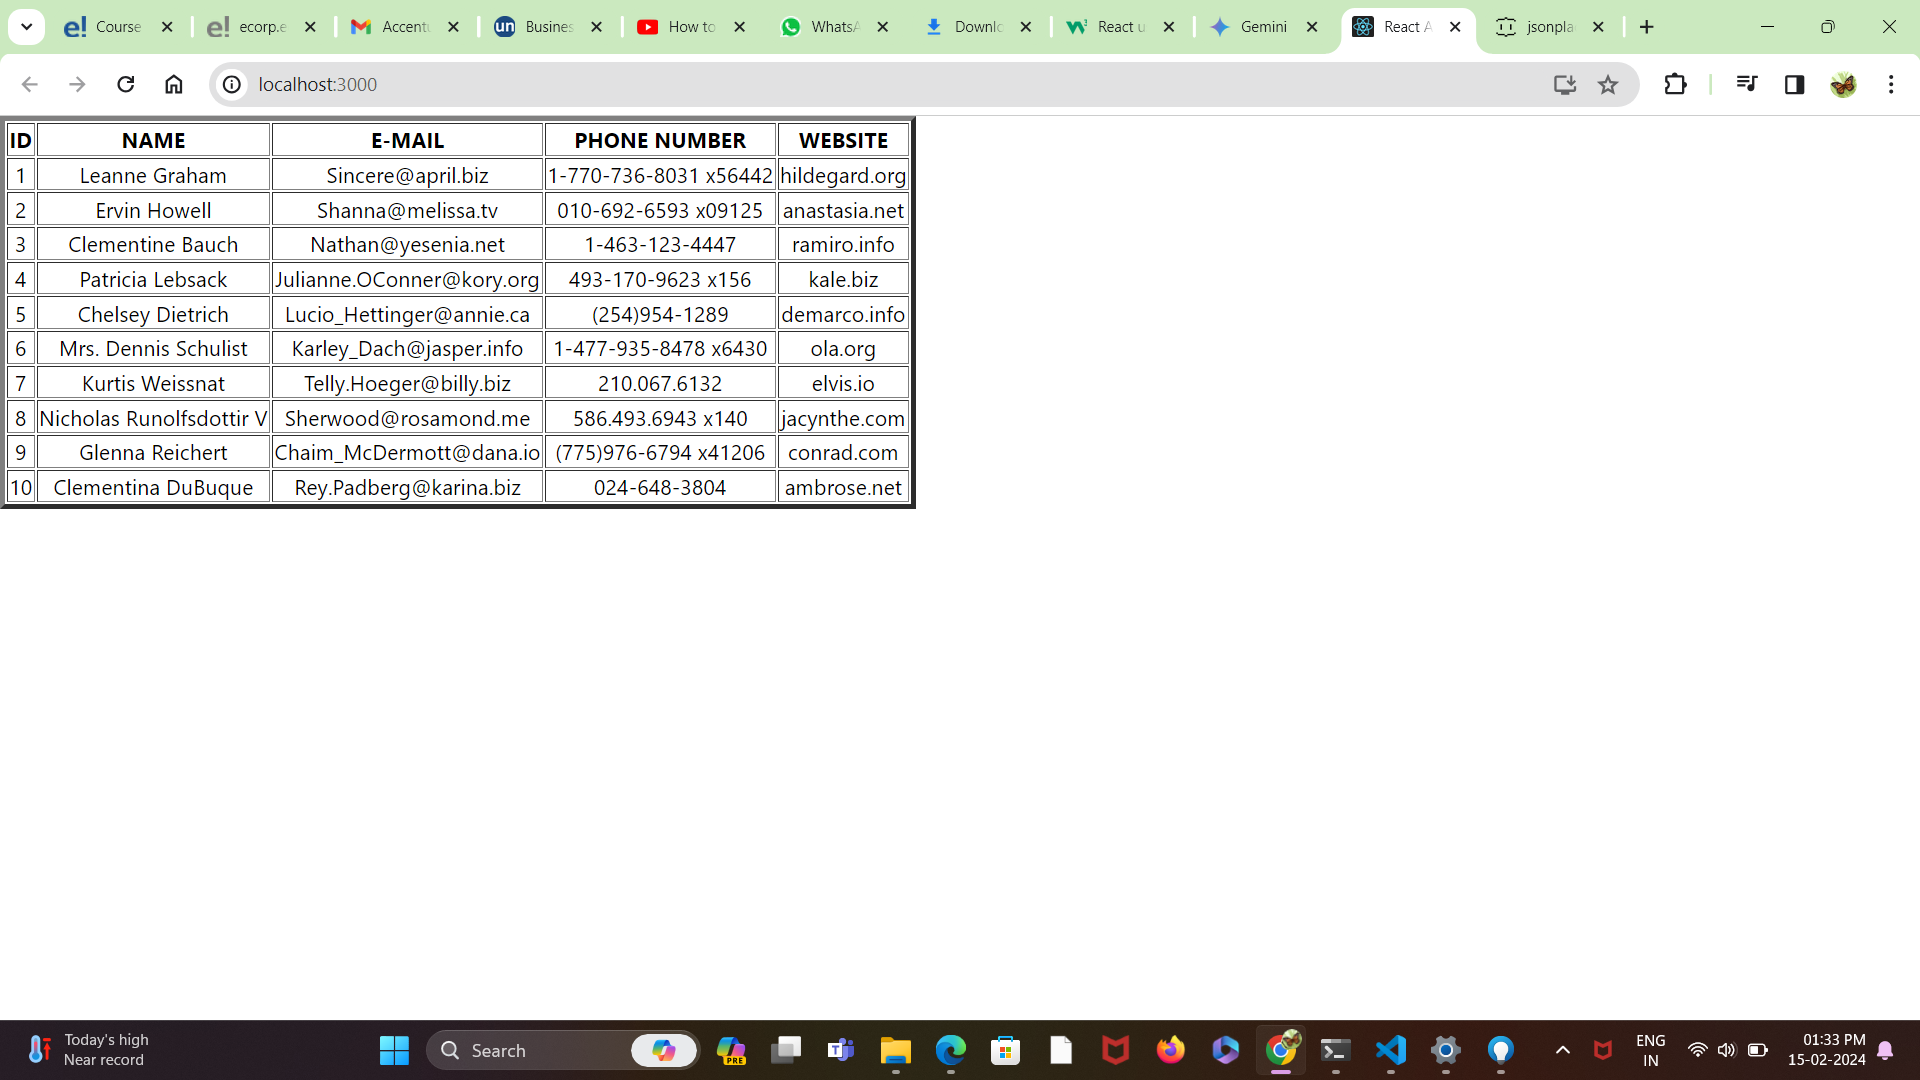 Course
ecorp.e
Accent
Busines
How to
WhatsA
Downlo
React u
Gemini
React A
jsonpla
localhost:3000
ID NAME E-MAIL PHONE NUMBER WEBSITE
1 Leanne Graham Sincere@april.biz 1-770-736-8031 x56442 hildegard.org
2 Ervin Howell Shanna@melissa.tv 010-692-6593 x09125 anastasia.net
3 Clementine Bauch Nathan@yesenia.net 1-463-123-4447 ramiro.info
4 Patricia Lebsack Julianne.OConner@kory.org 493-170-9623 x156 kale.biz
5 Chelsey Dietrich Lucio_Hettinger@annie.ca (254)954-1289 demarco.info
6 Mrs. Dennis Schulist Karley_Dach@jasper.info 1-477-935-8478 x6430 ola.org
7 Kurtis Weissnat Telly.Hoeger@billy.biz 210.067.6132 elvis.io
8 Nicholas Runolfsdottir V Sherwood@rosamond.me 586.493.6943 x140 jacynthe.com
9 Glenna Reichert Chaim_McDermott@dana.io (775)976-6794 x41206 conrad.com
10 Clementina DuBuque Rey.Padberg@karina.biz 024-648-3804 ambrose.net
Today's high
Near record
Search
PRE
ENG
IN
01:33 PM
15-02-2024